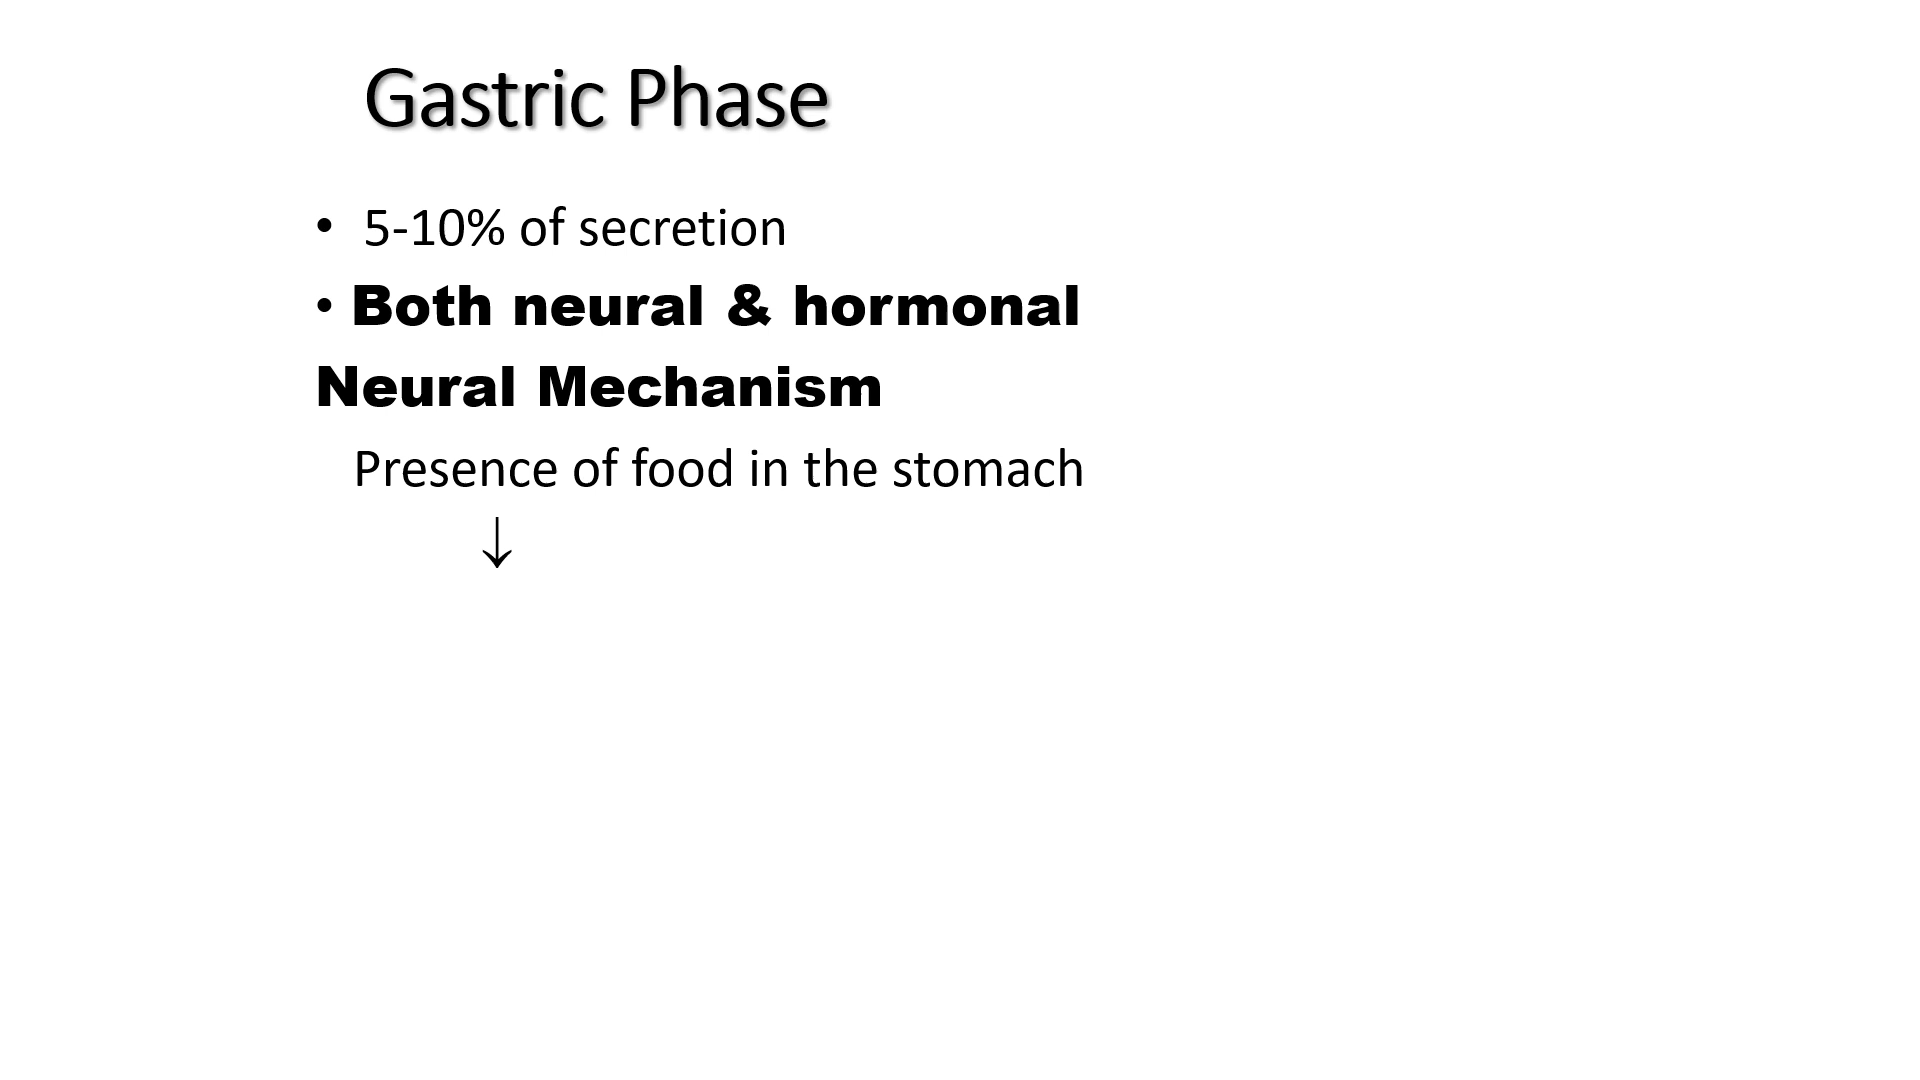 Gastric Phase
• 5-10% of secretion
• Both neural & hormonal
Neural Mechanism
Presence of food in the stomach
↓